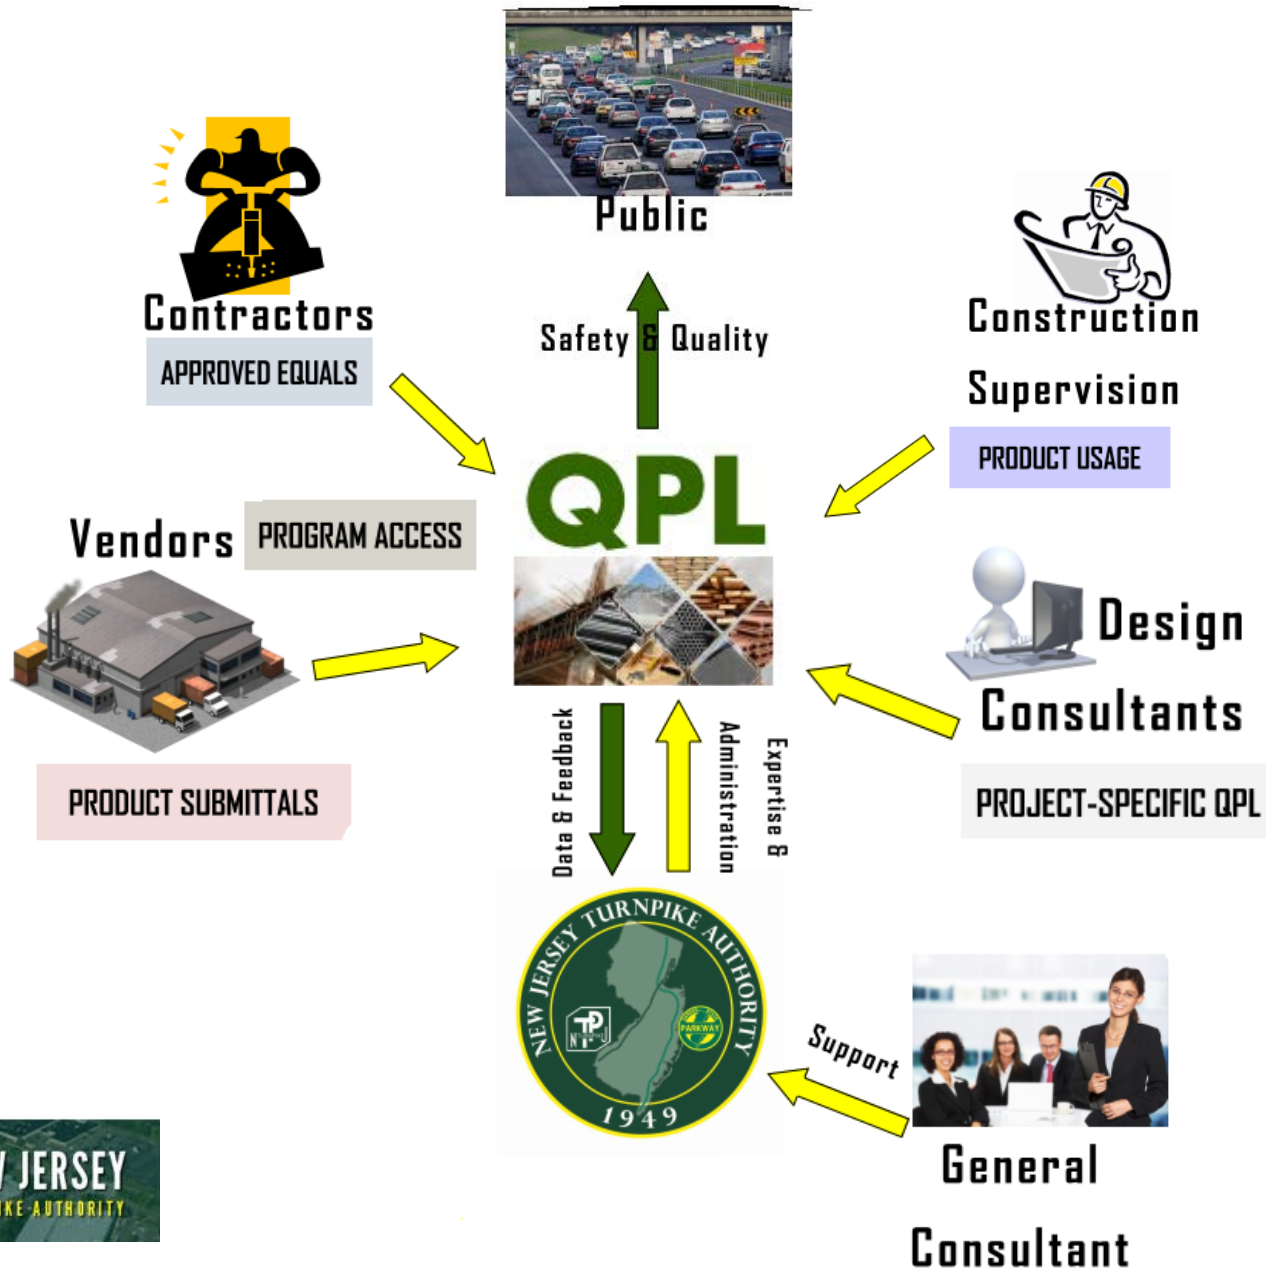 Public
Contractors
APPROVED EQUALS
Safety & Quality
Construction
Supervision
PRODUCT USAGE
QPL
Vendors
PROGRAM ACCESS
PRODUCT SUBMITTALS
Design
Consultants
PROJECT-SPECIFIC QPL
Data & Feedback
Expertise &
Administration
NEW JERSEY TURNPIKE AUTHORITY
PARKWAY
1949
Support
General
Consultant
JERSEY
AUTHORITY